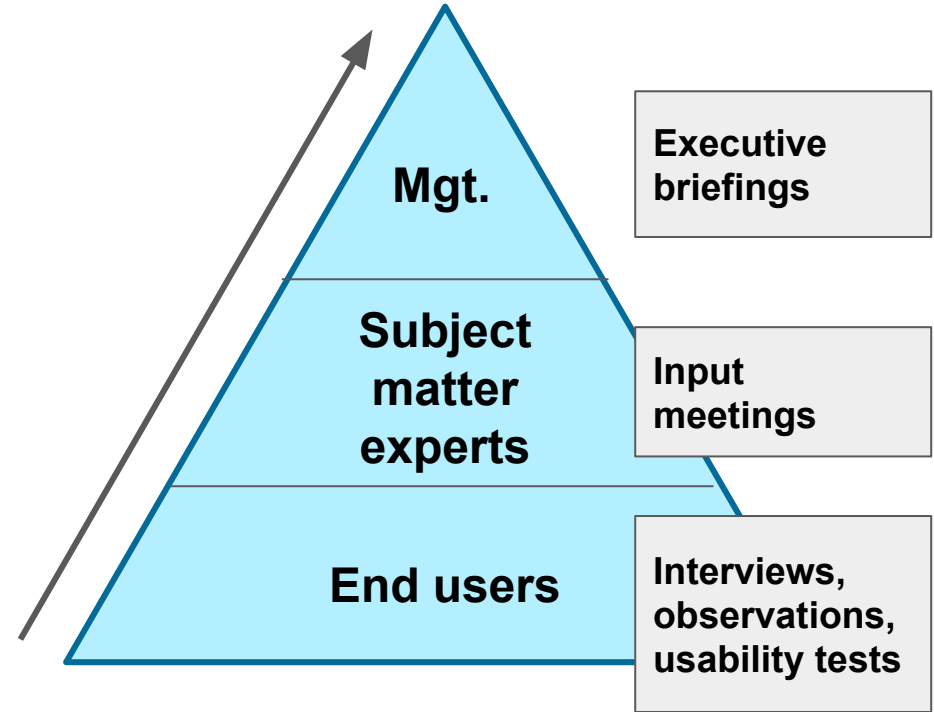 Mgt.
Executive
briefings
Subject
matter
experts
Input
meetings
End users
Interviews,
observations,
usability tests